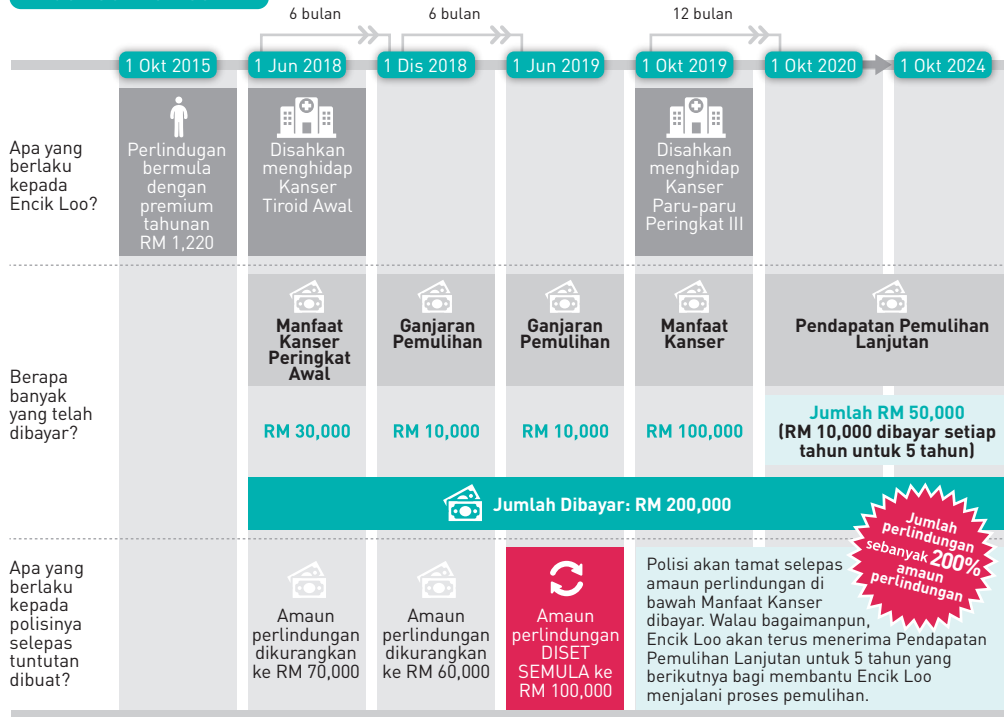 6 bulan
6 bulan
12 bulan
1 Okt 2015
1 Jun 2018
1 Dis 2018
1 Jun 2019
1 Okt 2019
1 Okt 2020
1 Okt 2024
Apa yang
berlaku
kepada
Encik Loo?
Perlindugan
bermula
dengan
premium
tahunan
RM 1,220
Disahkan
menghidap
Kanser
Tiroid Awal
Disahkan
menghidap
Kanser
Paru-paru
Peringkat III
Berapa
banyak
yang telah
dibayar?
Manfaat
Kanser
Peringkat
Awal
Ganjaran
Pemulihan
Ganjaran
Pemulihan
Manfaat
Kanser
Pendapatan Pemulihan
Lanjutan
RM 30,000
RM 10,000
RM 10,000
RM 100,000
Jumlah RM 50,000
(RM 10,000 dibayar setiap
tahun untuk 5 tahun)
Jumlah Dibayar: RM 200,000
Jumlah
perlindungan
sebanyak 200%
amaun
perlindungan
Apa yang
berlaku
kepada
polisinya
selepas
tuntutan
dibuat?
Amaun
perlindungan
dikurangkan
ke RM 70,000
Amaun
perlindungan
dikurangkan
ke RM 60,000
Amaun
perlindungan
DISET
SEMULA ke
RM 100,000
Polisi akan tamat selepas
amaun perlindungan di
bawah Manfaat Kanser
dibayar. Walau bagaimanpun,
Encik Loo akan terus menerima Pendapatan
Pemulihan Lanjutan untuk 5 tahun yang
berikutnya bagi membantu Encik Loo
menjalani proses pemulihan.